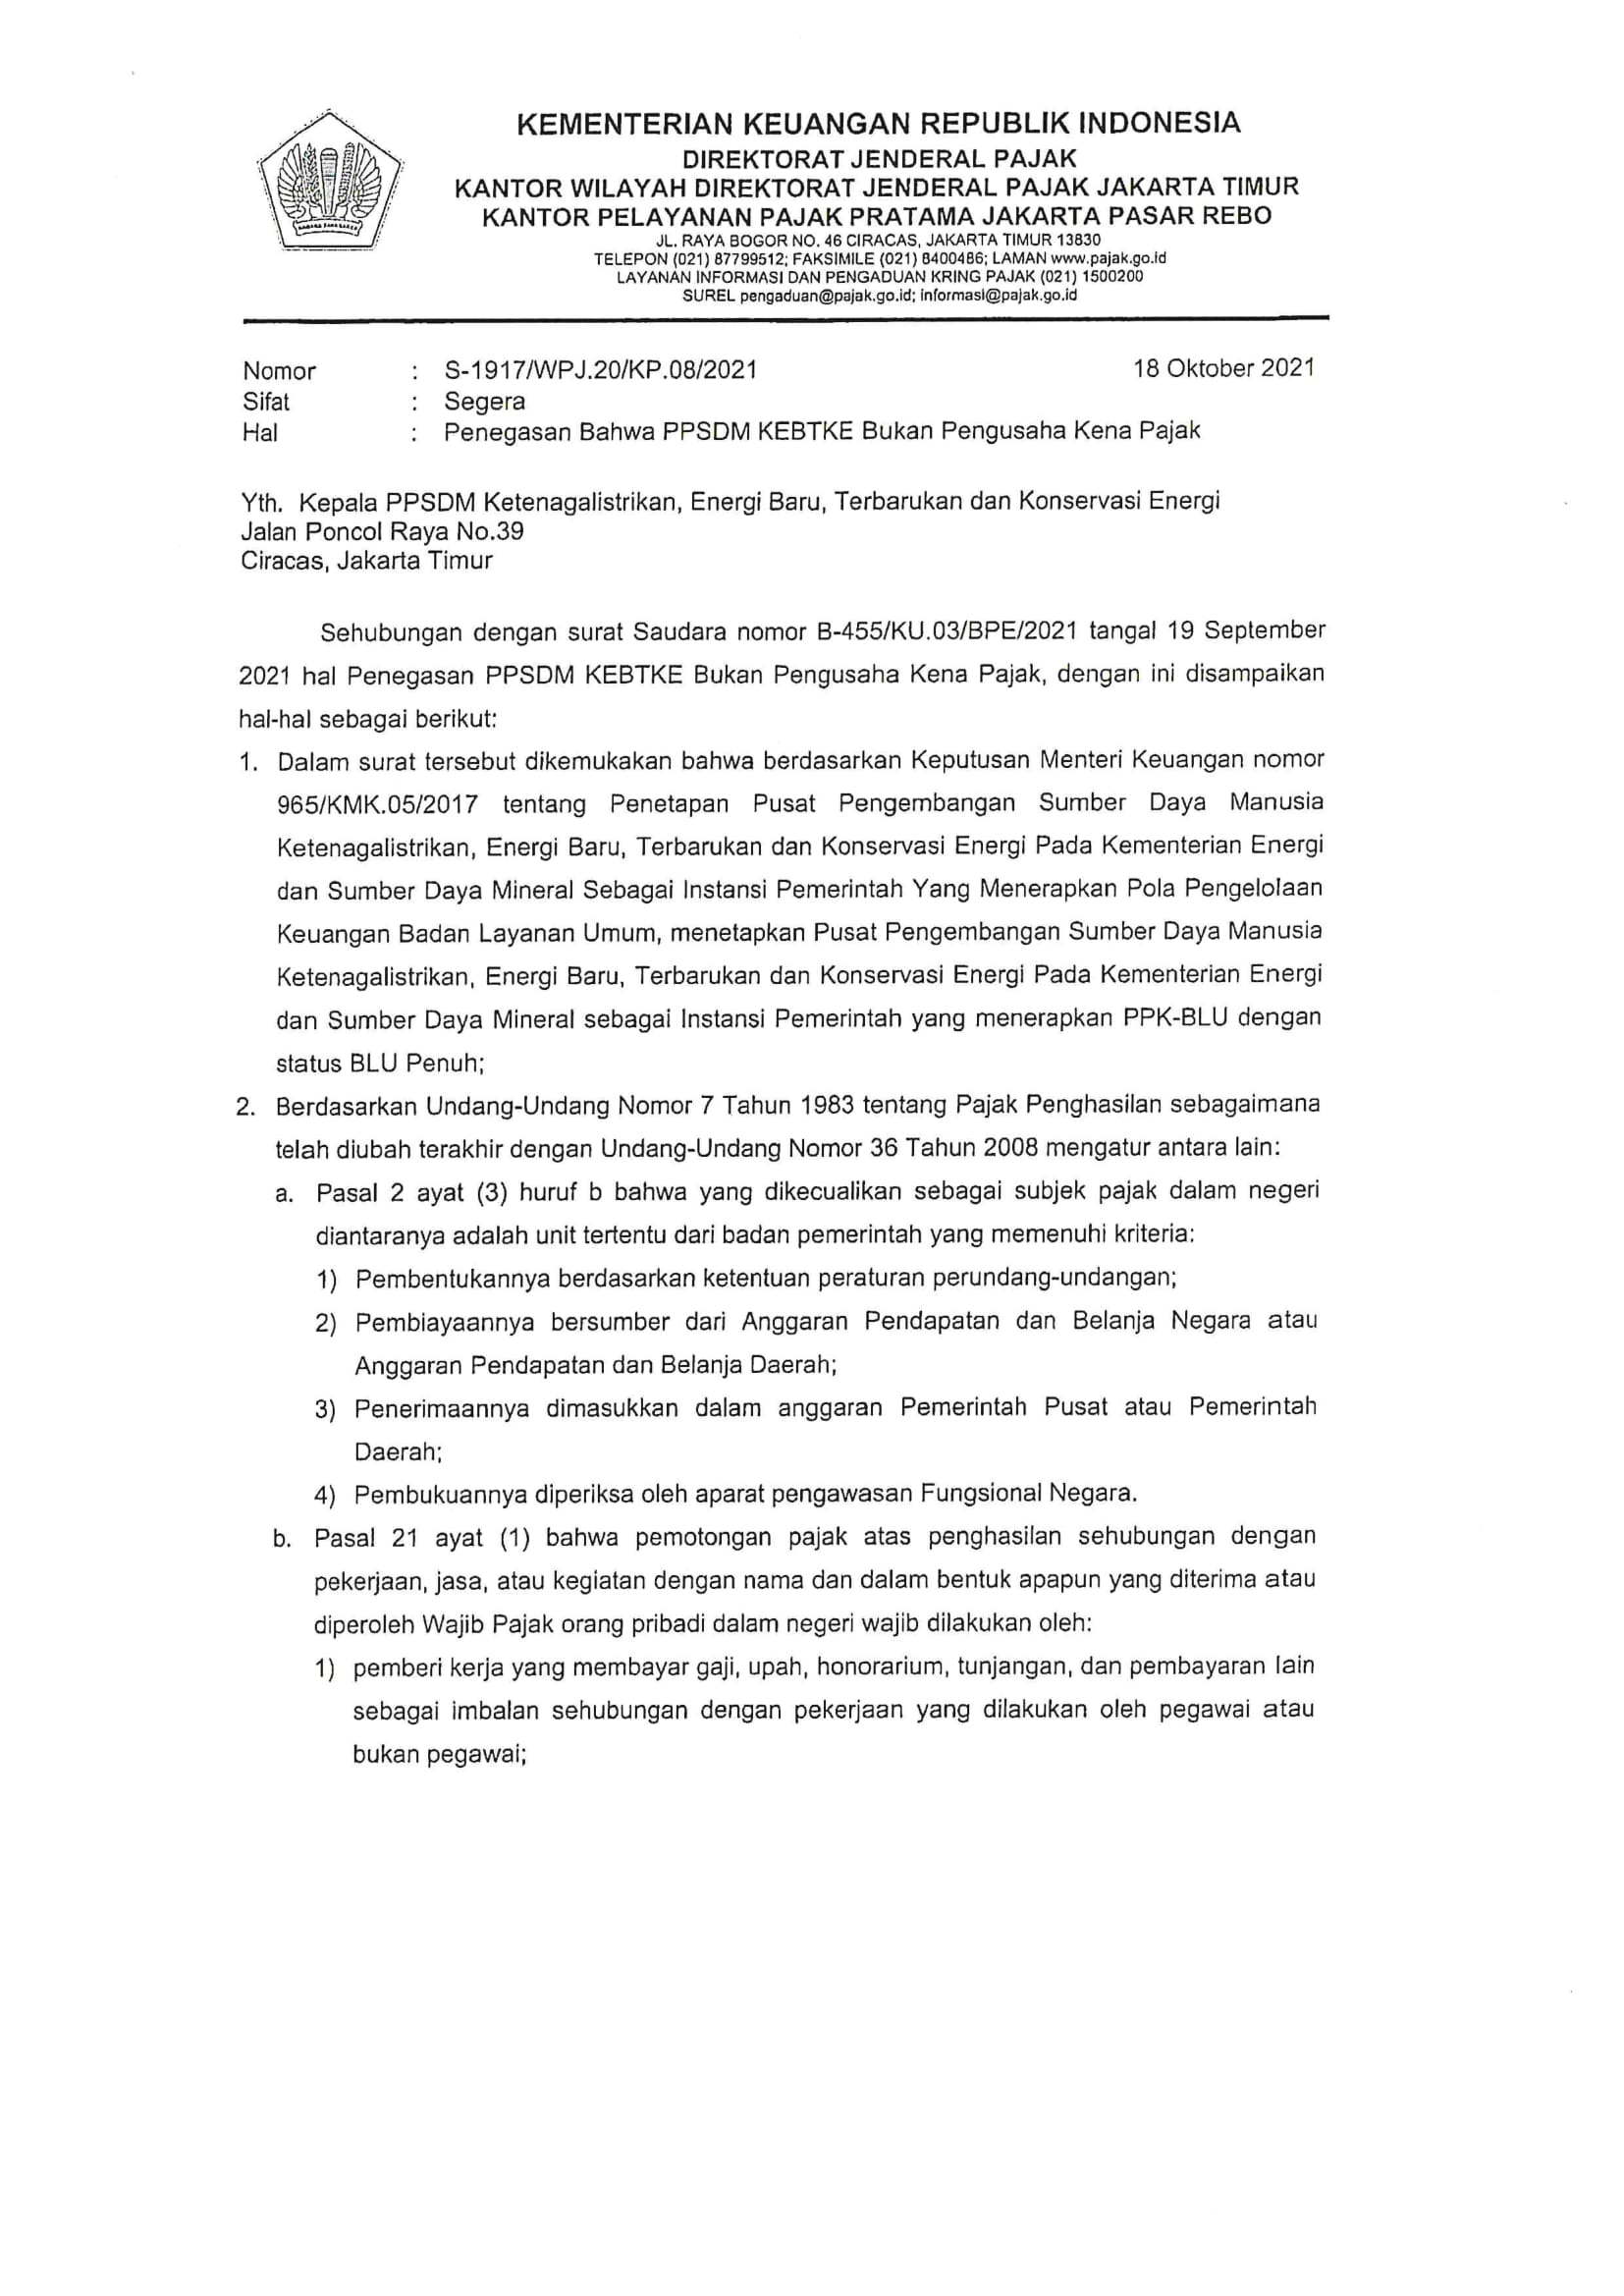 KEMENTERIAN KEUANGAN REPUBLIK INDONESIA
DIREKTORAT JENDERAL PAJAK
KANTOR WILAYAH DIREKTORAT JENDERAL PAJAK JAKARTA TIMUR
KANTOR PELAYANAN PAJAK PRATAMA JAKARTA PASAR REBO
JL. RAYA BOGOR NO. 46 CIRACAS, JAKARTA TIMUR 13830
TELEPON (021) 87799512; FAKSIMILE (021) 8400486; LAMAN www.pajak.go.id
LAYANAN INFORMASI DAN PENGADUAN KRING PAJAK (021) 1500200
SUREL pengaduan@pajak.go.id; informasi@pajak.go.id
Nomor : S-1917/WPJ.20/KP.08/2021 18 Oktober 2021
Sifat : Segera
Hal : Penegasan Bahwa PPSDM KEBTKE Bukan Pengusaha Kena Pajak
Yth. Kepala PPSDM Ketenagalistrikan, Energi Baru, Terbarukan dan Konservasi Energi
Jalan Poncol Raya No.39
Ciracas, Jakarta Timur
Sehubungan dengan surat Saudara nomor B-455/KU.03/BPE/2021 tangal 19 September
2021 hal Penegasan PPSDM KEBTKE Bukan Pengusaha Kena Pajak, dengan ini disampaikan
hal-hal sebagai berikut:
1. Dalam surat tersebut dikemukakan bahwa berdasarkan Keputusan Menteri Keuangan nomor
965/KMK.05/2017 tentang Penetapan Pusat Pengembangan Sumber Daya Manusia
Ketenagalistrikan, Energi Baru, Terbarukan dan Konservasi Energi Pada Kementerian Energi
dan Sumber Daya Mineral Sebagai Instansi Pemerintah Yang Menerapkan Pola Pengelolaan
Keuangan Badan Layanan Umum, menetapkan Pusat Pengembangan Sumber Daya Manusia
Ketenagalistrikan, Energi Baru, Terbarukan dan Konservasi Energi Pada Kementerian Energi
dan Sumber Daya Mineral sebagai Instansi Pemerintah yang menerapkan PPK-BLU dengan
status BLU Penuh;
2. Berdasarkan Undang-Undang Nomor 7 Tahun 1983 tentang Pajak Penghasilan sebagaimana
telah diubah terakhir dengan Undang-Undang Nomor 36 Tahun 2008 mengatur antara lain:
a. Pasal 2 ayat (3) huruf b bahwa yang dikecualikan sebagai subjek pajak dalam negeri
diantaranya adalah unit tertentu dari badan pemerintah yang memenuhi kriteria:
1) Pembentukannya berdasarkan ketentuan peraturan perundang-undangan;
2) Pembiayaannya bersumber dari Anggaran Pendapatan dan Belanja Negara atau
Anggaran Pendapatan dan Belanja Daerah;
3) Penerimaannya dimasukkan dalam anggaran Pemerintah Pusat atau Pemerintah
Daerah;
4) Pembukuannya diperiksa oleh aparat pengawasan Fungsional Negara.
b. Pasal 21 ayat (1) bahwa pemotongan pajak atas penghasilan sehubungan dengan
pekerjaan, jasa, atau kegiatan dengan nama dan dalam bentuk apapun yang diterima atau
diperoleh Wajib Pajak orang pribadi dalam negeri wajib dilakukan oleh:
1) pemberi kerja yang membayar gaji, upah, honorarium, tunjangan, dan pembayaran lain
sebagai imbalan sehubungan dengan pekerjaan yang dilakukan oleh pegawai atau
bukan pegawai;